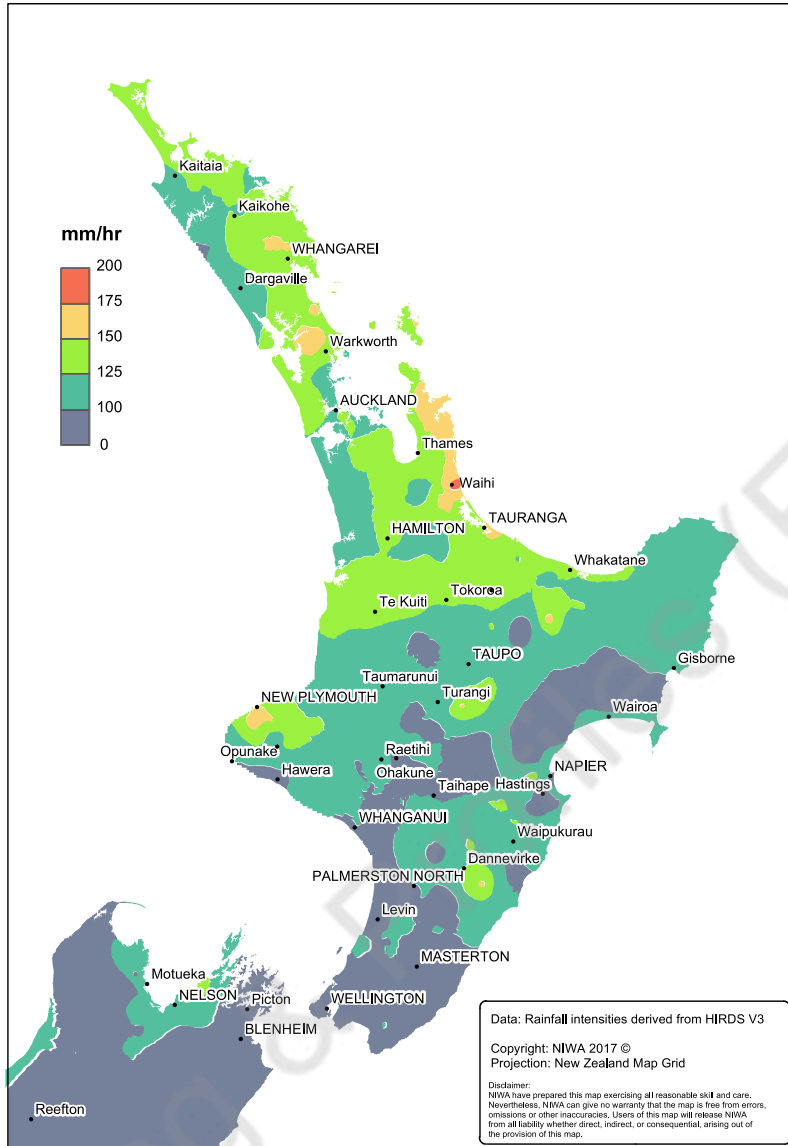 Kaitaia
Kaikohe
mm/hr
WHANGAREI
200
Dargaville
175
150
Warkworth
125
100
AUCKLAND
0
Thames
Waihi
TAURANGA
HAMILTON
Whakatane
Tokoroa
Te Kuiti
TAUPO
Gisborne
Taumarunui
NEW PLYMOUTH
Turangi
Wairoa
Opunake
Raetihi
Ohakune
NAPIER
Hawera
Taihape
Hastings
WHANGANUI
Waipukurau
Dannevirke
PALMERSTON NORTH
Levin
MASTERTON
Motueka
NELSON
Picton
WELLINGTON
BLENHEIM
Reefton
Data: Rainfall intensities derived from HIRDS V3
Copyright: NIWA 2017 ©
Projection: New Zealand Map Grid
Disclaimer:
NIWA have prepared this map exercising all reasonable skill and care.
Nevertheless, NIWA can give no warranty that the map is free from errors,
omissions or other inaccuracies. Users of this map will release NIWA
from all liability whether direct, indirect, or consequential, arising out of
the provision of this map.